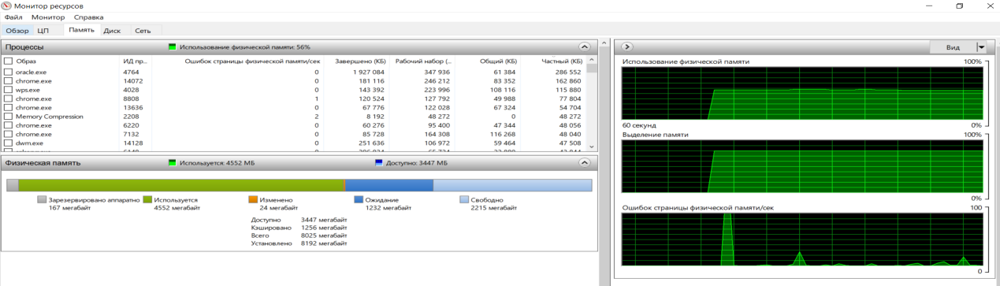 Монитор ресурсов
Файл Монитор Справка
Обзор ЦП Память Диск Сеть
Процессы Использование физической памяти: 56%
Образ ИД пр... Ошибок страницы физической памяти/сек Завершено (КБ) Рабочий набор (... Общий (КБ) Частный (КБ)
oracle.exe 4764 0 1 927 084 347 936 61 384 286 552
chrome.exe 14072 0 181 116 246 212 83 352 162 860
wps.exe 4028 0 143 392 223 996 108 116 115 880
chrome.exe 8808 1 120 524 127 792 49 988 77 804
chrome.exe 13636 0 67 776 122 028 67 324 54 704
Memory Compression 2208 2 8 192 48 272 0 48 272
chrome.exe 6220 0 60 276 95 400 47 344 48 056
chrome.exe 7132 0 85 728 164 308 116 268 48 040
dwm.exe 14128 0 251 636 106 972 59 464 47 508
Физическая память Используется: 4552 МБ Доступно: 3447 МБ
Зарезервировано аппаратно Используется Изменено Ожидание Свободно
167 мегабайт 4552 мегабайт 24 мегабайт 1232 мегабайт 2215 мегабайт
Доступно 3447 мегабайт
Кэшировано 1256 мегабайт
Всего 8025 мегабайт
Установлено 8192 мегабайт
Вид
Использование физической памяти 100%
60 секунд 0%
Выделение памяти 100%
0%
Ошибок страницы физической памяти/сек 100
0